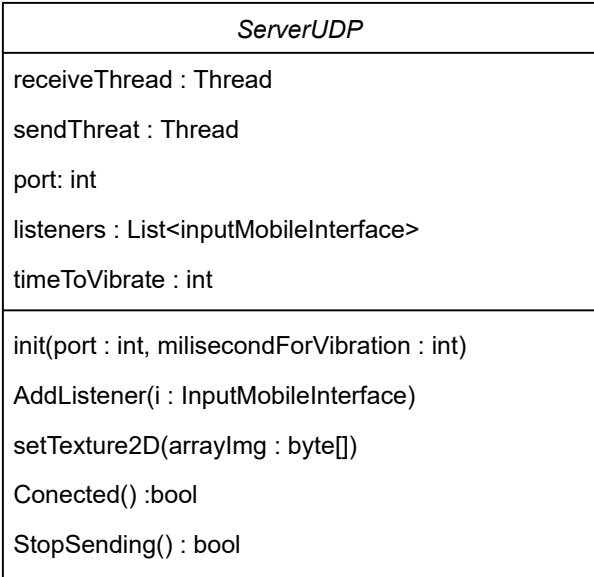 ServerUDP
receiveThread : Thread
sendThreat : Thread
port: int
listeners : List<inputMobileInterface>
timeToVibrate : int
init(port : int, milisecondForVibration : int)
AddListener(i : InputMobileInterface)
setTexture2D(arrayImg : byte[])
Conected() :bool
StopSending() : bool